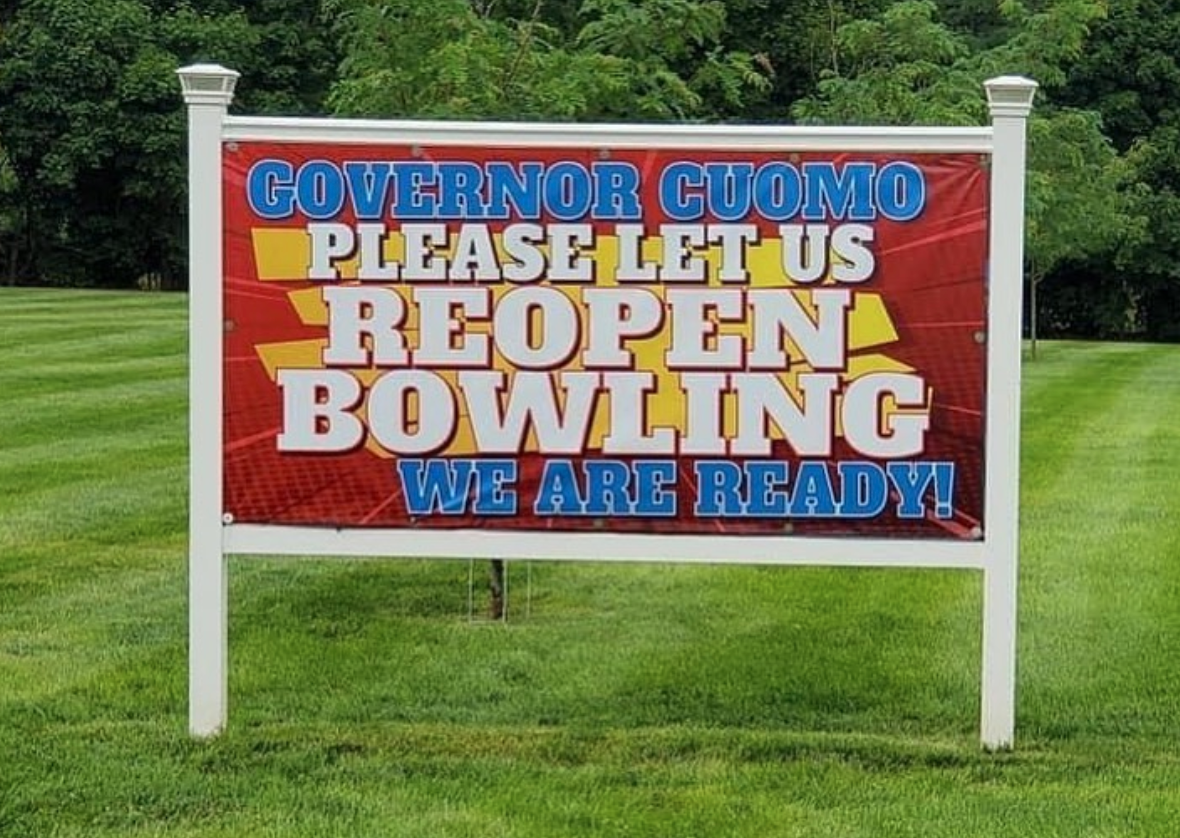 GOVERNOR CUOMO
PLEASE LET US
REOPEN
BOWLING
WE ARE READY!